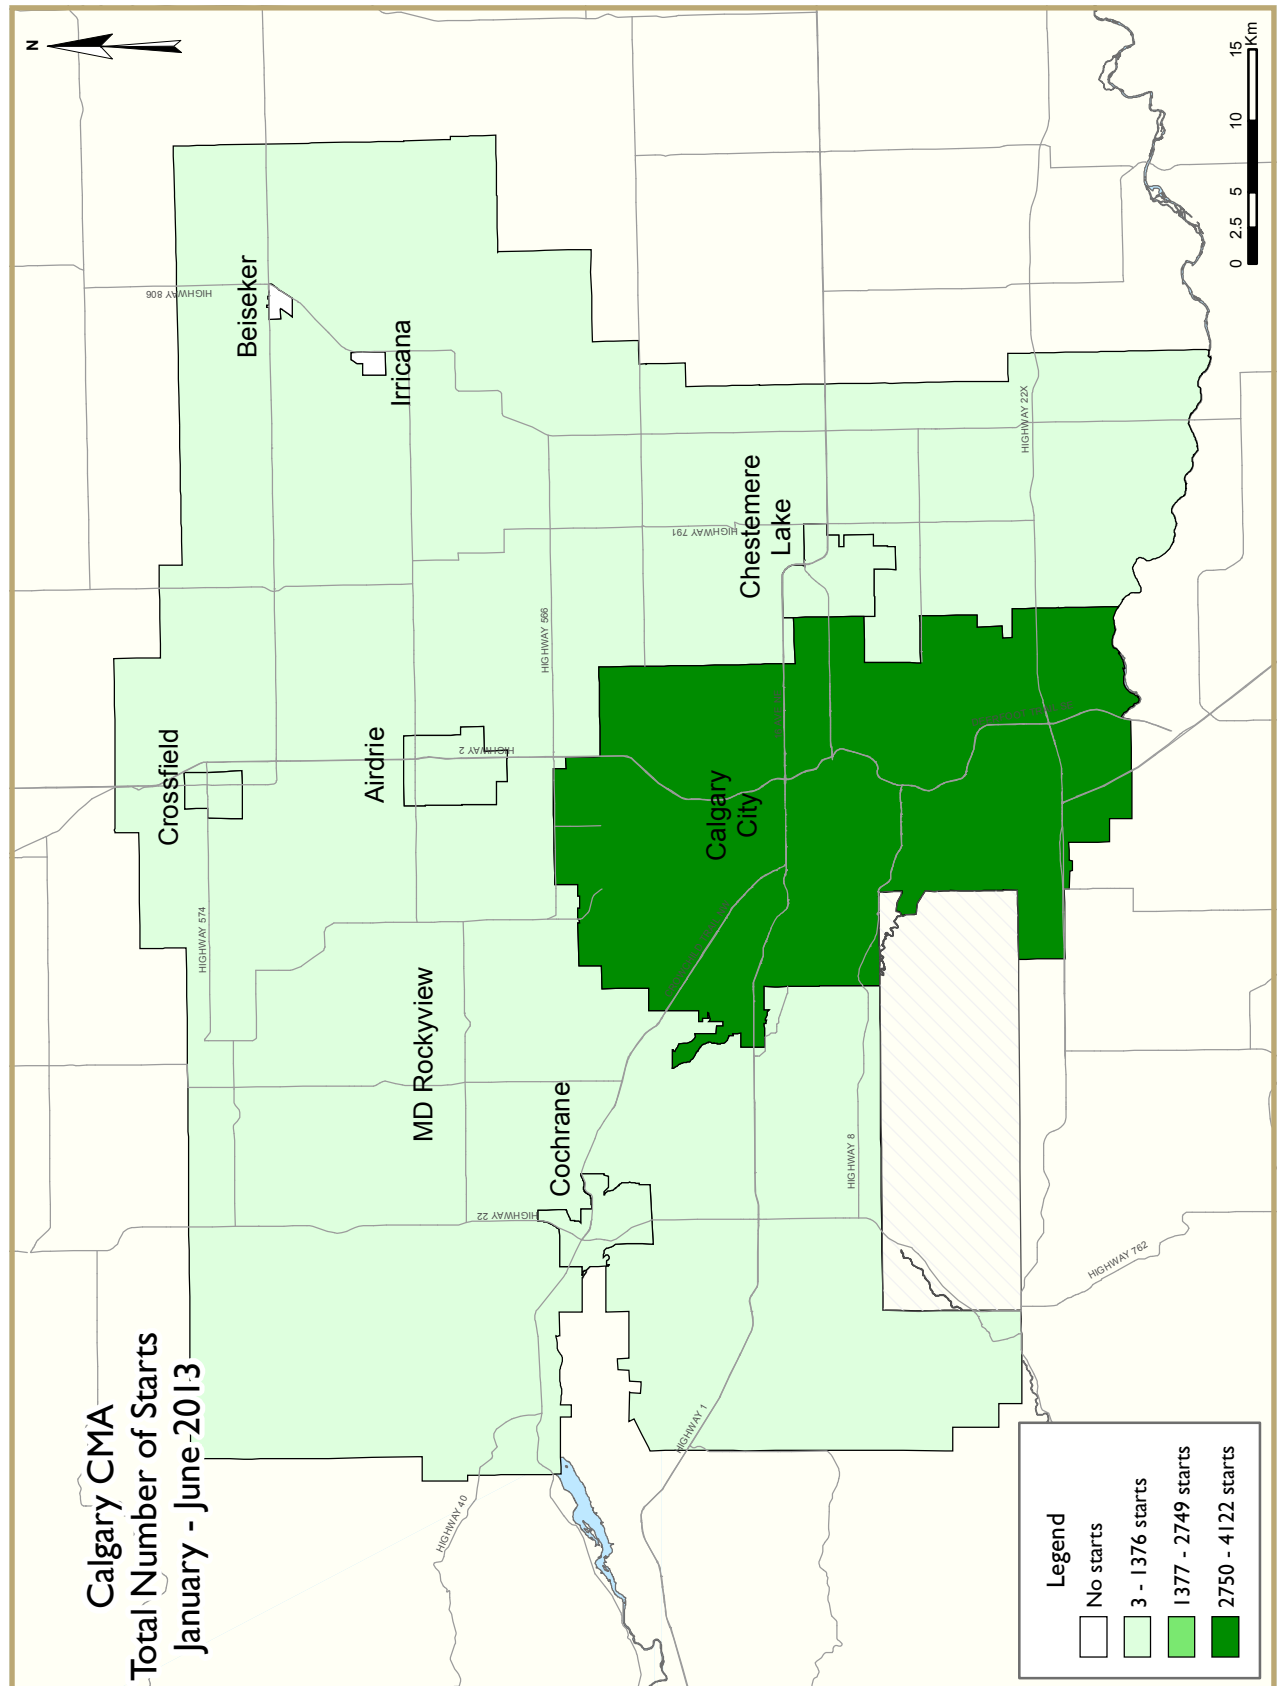 Calgary CMA
Total Number of Starts
January - June 2013
N
Crossfield
Beiseker
Irricana
Airdrie
MD Rockyview
Cochrane
Calgary
City
Chestemere
Lake
HIGHWAY 806
HIGHWAY 574
HIGHWAY 2
HIGHWAY 566
HIGHWAY 791
HIGHWAY 22
HIGHWAY 40
HIGHWAY 1
HIGHWAY 8
HIGHWAY 22X
HIGHWAY 762
Legend
No starts
3 - 1376 starts
1377 - 2749 starts
2750 - 4122 starts
0 2.5 5 10 15
Km